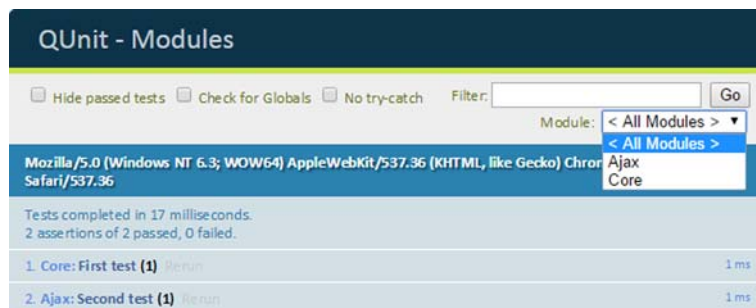 QUnit - Modules
Hide passed tests Check for Globals No try-catch Filter: Go
Module: < All Modules >
< All Modules >
Ajax
Core
Mozilla/5.0 (Windows NT 6.3; WOW64) AppleWebKit/537.36 (KHTML, like Gecko) Chrom
Safari/537.36
Tests completed in 17 milliseconds.
2 assertions of 2 passed, 0 failed.
1. Core: First test (1) Rerun 1 ms
2. Ajax: Second test (1) Rerun 1 ms